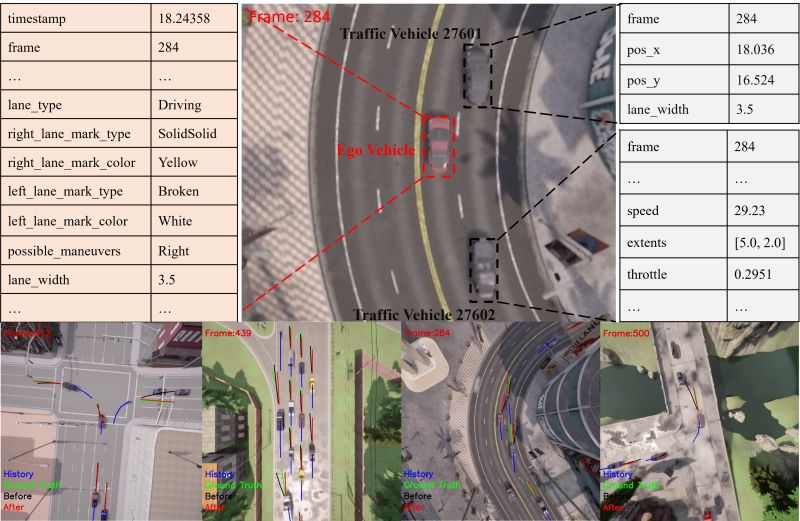 timestamp 18.24358
frame 284
… …
lane_type Driving
right_lane_mark_type SolidSolid
right_lane_mark_color Yellow
left_lane_mark_type Broken
left_lane_mark_color White
possible_maneuvers Right
lane_width 3.5
… …
Frame: 284
Traffic Vehicle 27601
Ego Vehicle
Traffic Vehicle 27602
frame 284
pos_x 18.036
pos_y 16.524
lane_width 3.5
frame 284
… …
speed 29.23
extents [5.0, 2.0]
throttle 0.2951
… …
History
Ground Truth
Before
After
Frame:439
History
Ground Truth
Before
After
Frame:284
History
Ground Truth
Before
After
Frame:500
History
Ground Truth
Before
After